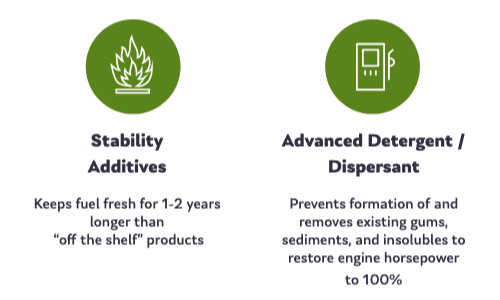 Stability
Additives
Keeps fuel fresh for 1-2 years
longer than
“off the shelf” products
Advanced Detergent /
Dispersant
Prevents formation of and
removes existing gums,
sediments, and insolubles to
restore engine horsepower
to 100%